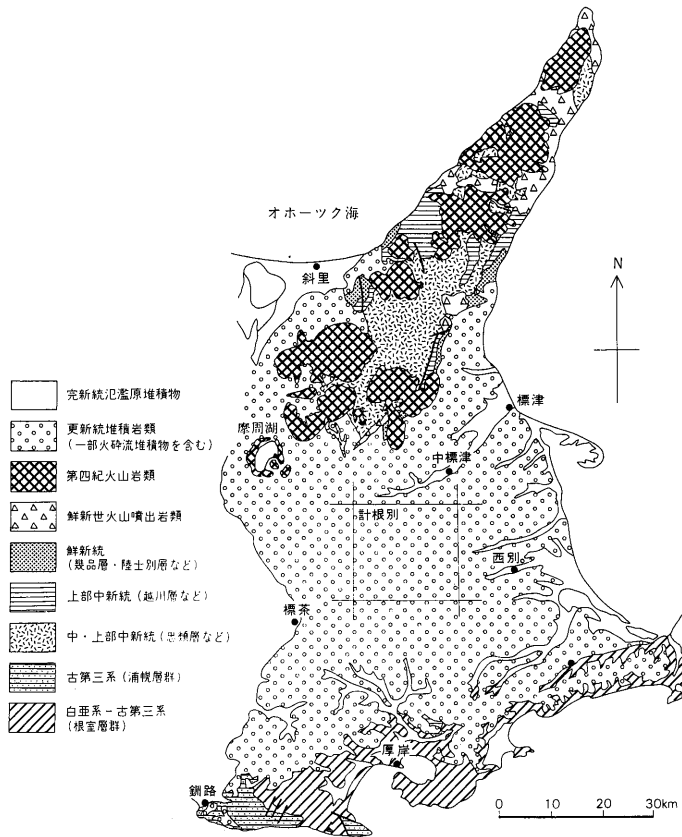 オホーツク海
斜里
N
標津
摩周湖
中標津
計根別
西別
標茶
厚岸
釧路
完新統氾濫原堆積物
更新統堆積岩類
(一部火砕流堆積物を含む)
第四紀火山岩類
鮮新世火山噴出岩類
鮮新統
(幾品層・陸士別層など)
上部中新統(越川層など)
中・上部中新統(忠類層など)
古第三系(浦幌層群)
白亜系－古第三系
(根室層群)
0 10 20 30km